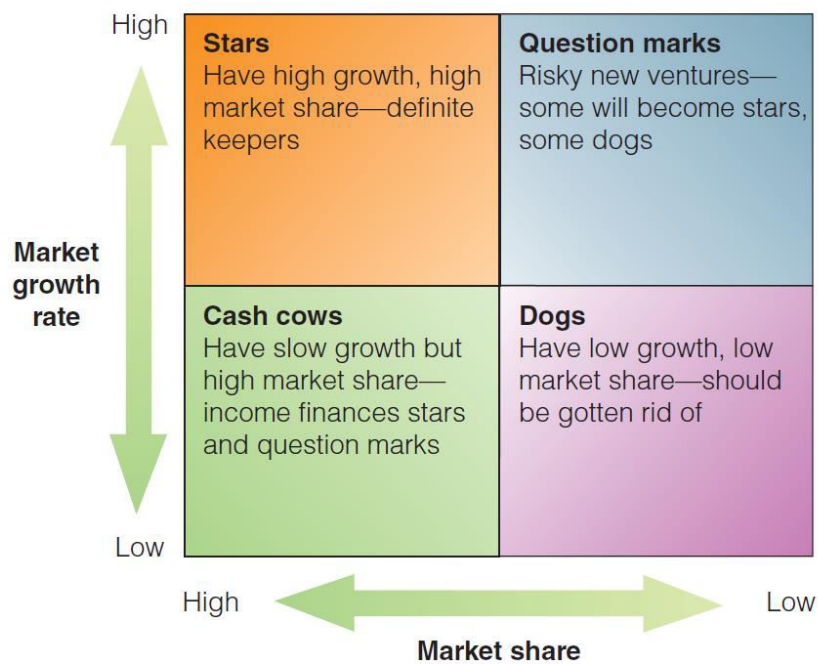 High
Stars
Have high growth, high
market share—definite
keepers
Question marks
Risky new ventures—
some will become stars,
some dogs
Market
growth
rate
Cash cows
Have slow growth but
high market share—
income finances stars
and question marks
Dogs
Have low growth, low
market share—should
be gotten rid of
Low
High
Low
Market share